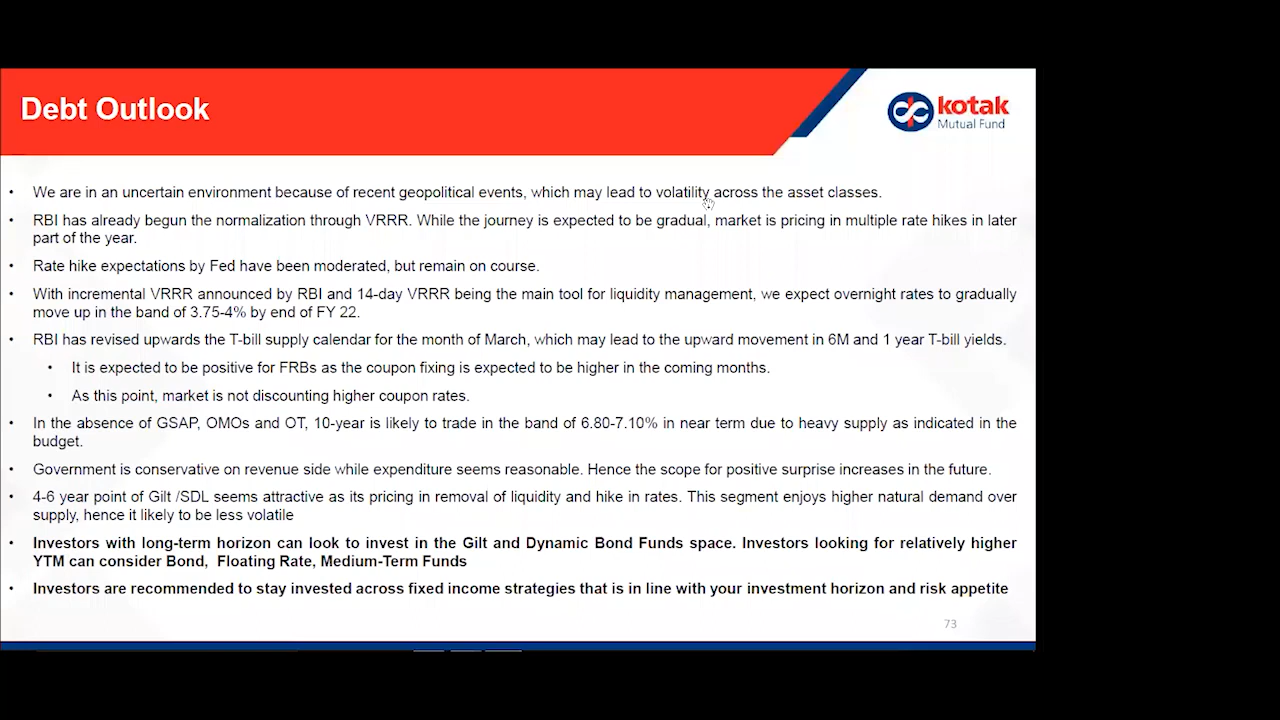 Debt Outlook
kotak
Mutual Fund
• We are in an uncertain environment because of recent geopolitical events, which may lead to volatility across the asset classes.
• RBI has already begun the normalization through VRRR. While the journey is expected to be gradual, market is pricing in multiple rate hikes in later
part of the year.
• Rate hike expectations by Fed have been moderated, but remain on course.
• With incremental VRRR announced by RBI and 14-day VRRR being the main tool for liquidity management, we expect overnight rates to gradually
move up in the band of 3.75-4% by end of FY 22.
• RBI has revised upwards the T-bill supply calendar for the month of March, which may lead to the upward movement in 6M and 1 year T-bill yields.
• It is expected to be positive for FRBs as the coupon fixing is expected to be higher in the coming months.
• As this point, market is not discounting higher coupon rates.
• In the absence of GSAP, OMOs and OT, 10-year is likely to trade in the band of 6.80-7.10% in near term due to heavy supply as indicated in the
budget.
• Government is conservative on revenue side while expenditure seems reasonable. Hence the scope for positive surprise increases in the future.
• 4-6 year point of Gilt /SDL seems attractive as its pricing in removal of liquidity and hike in rates. This segment enjoys higher natural demand over
supply, hence it likely to be less volatile
• Investors with long-term horizon can look to invest in the Gilt and Dynamic Bond Funds space. Investors looking for relatively higher
YTM can consider Bond, Floating Rate, Medium-Term Funds
• Investors are recommended to stay invested across fixed income strategies that is in line with your investment horizon and risk appetite
73